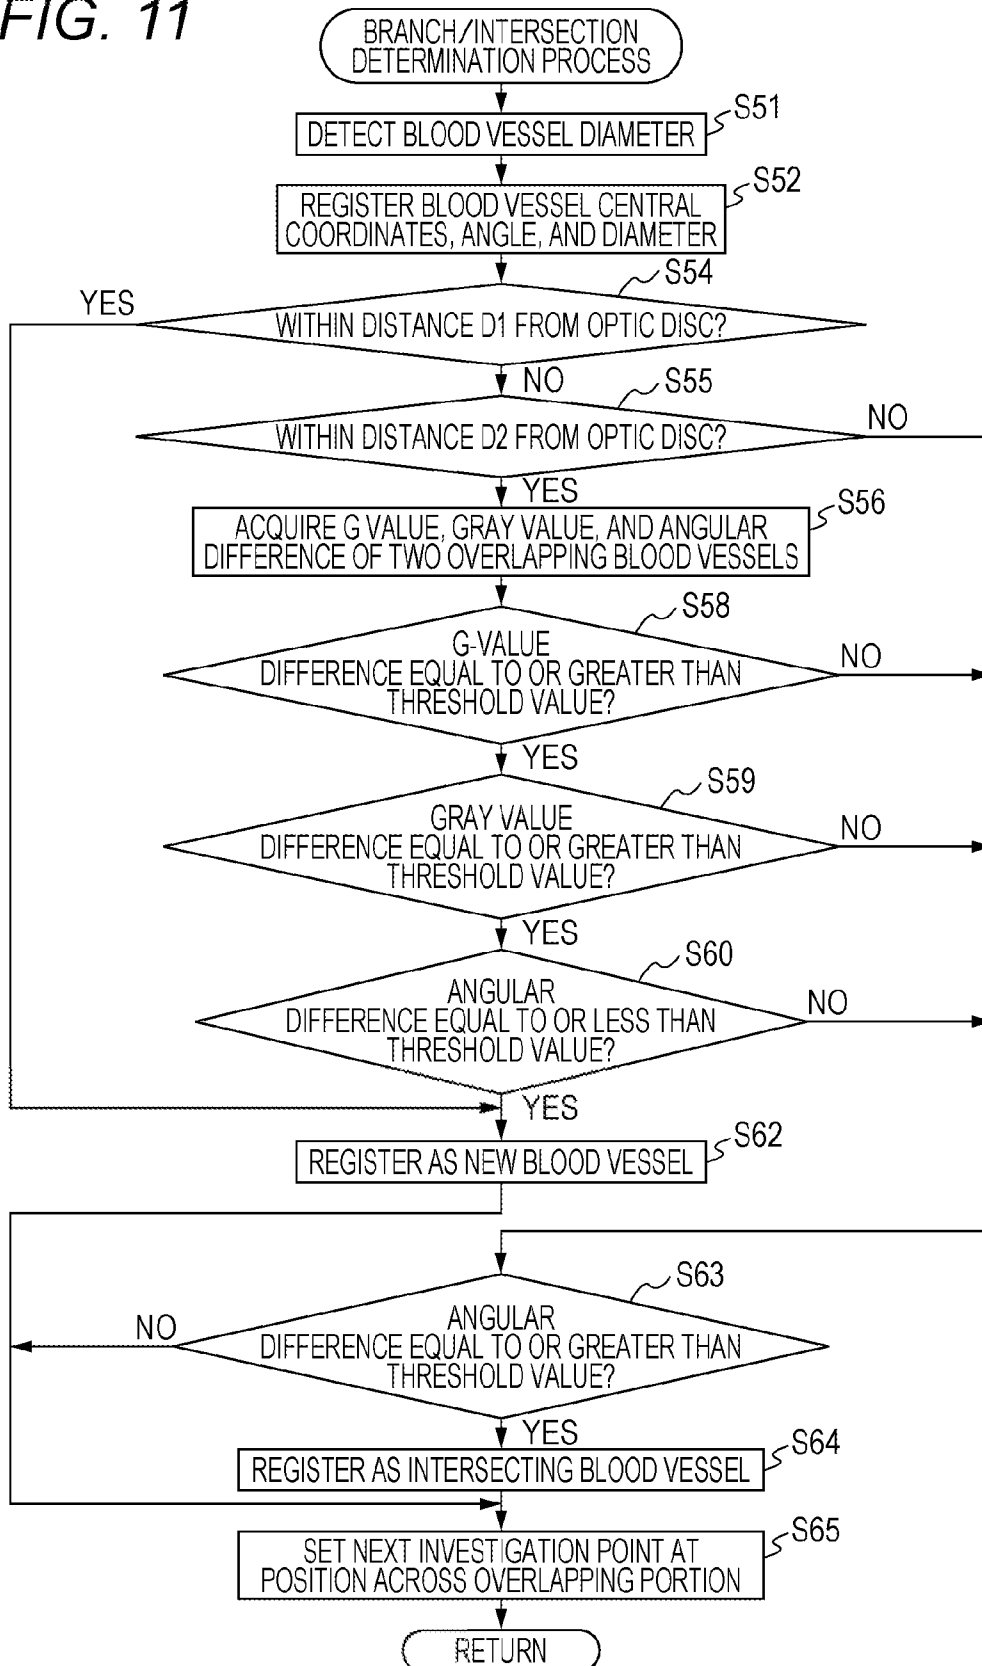 FIG. 11
BRANCH/INTERSECTION
DETERMINATION PROCESS
S51
DETECT BLOOD VESSEL DIAMETER
S52
REGISTER BLOOD VESSEL CENTRAL
COORDINATES, ANGLE, AND DIAMETER
S54
YES
WITHIN DISTANCE D1 FROM OPTIC DISC?
NO
S55
NO
WITHIN DISTANCE D2 FROM OPTIC DISC?
YES
S56
ACQUIRE G VALUE, GRAY VALUE, AND ANGULAR
DIFFERENCE OF TWO OVERLAPPING BLOOD VESSELS
S58
G-VALUE
DIFFERENCE EQUAL TO OR GREATER THAN
THRESHOLD VALUE?
NO
YES
S59
GRAY VALUE
DIFFERENCE EQUAL TO OR GREATER THAN
THRESHOLD VALUE?
NO
YES
S60
ANGULAR
DIFFERENCE EQUAL TO OR LESS THAN
THRESHOLD VALUE?
NO
YES
S62
REGISTER AS NEW BLOOD VESSEL
S63
ANGULAR
DIFFERENCE EQUAL TO OR GREATER THAN
THRESHOLD VALUE?
NO
YES
S64
REGISTER AS INTERSECTING BLOOD VESSEL
S65
SET NEXT INVESTIGATION POINT AT
POSITION ACROSS OVERLAPPING PORTION
RETURN